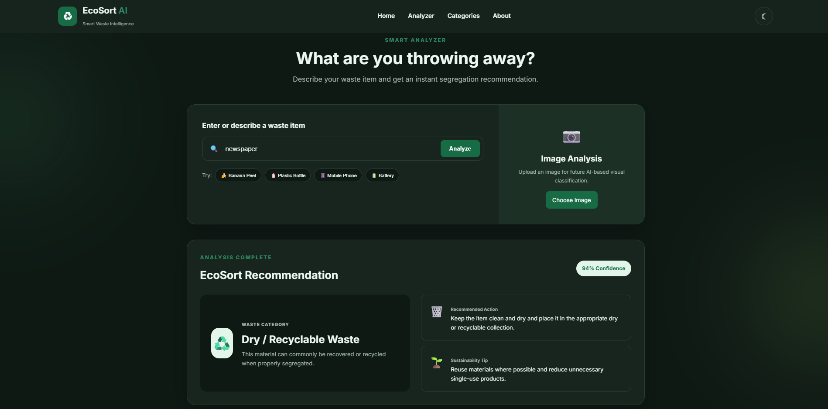 EcoSort AI
Smart Waste Intelligence
Home Analyzer Categories About
SMART ANALYZER
What are you throwing away?
Describe your waste item and get an instant segregation recommendation.
Enter or describe a waste item
newspaper
Analyze
Try: Banana Peel Plastic Bottle Mobile Phone Battery
Image Analysis
Upload an image for future AI-based visual
classification.
Choose Image
ANALYSIS COMPLETE
EcoSort Recommendation
94% Confidence
WASTE CATEGORY
Dry / Recyclable Waste
This material can commonly be recovered or recycled
when properly segregated.
Recommended Action
Keep the item clean and dry and place it in the appropriate dry
or recyclable collection.
Sustainability Tip
Reuse materials where possible and reduce unnecessary
single-use products.